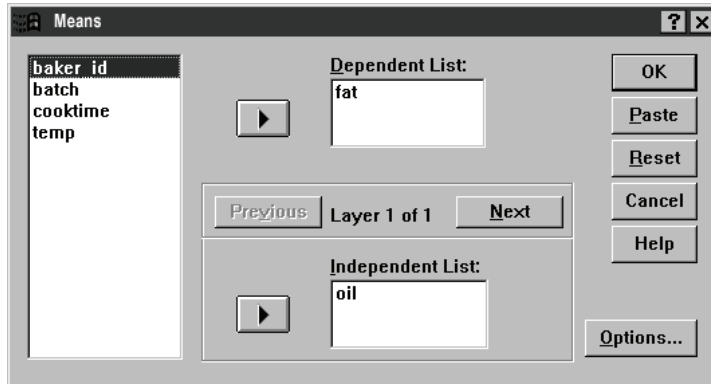 Means
?
baker_id
batch
cooktime
temp
Dependent List:
fat
Previous
Layer 1 of 1
Next
Independent List:
oil
OK
Paste
Reset
Cancel
Help
Options...